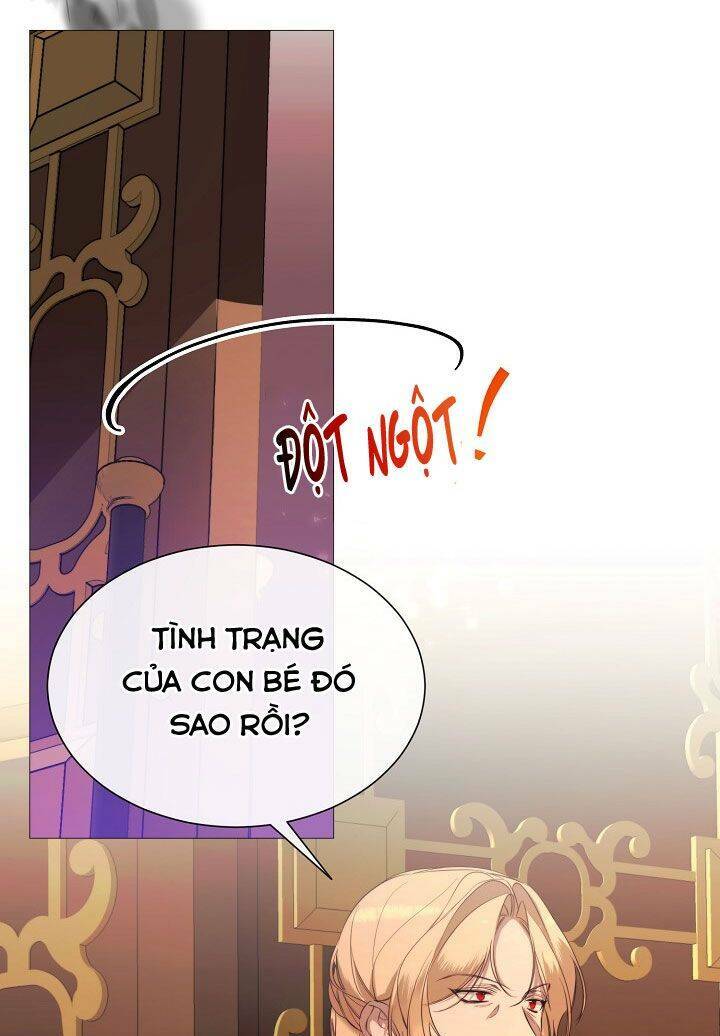 ĐỘT NGỘT!
TÌNH TRẠNG
CỦA CON BÉ ĐÓ
SAO RỒI?